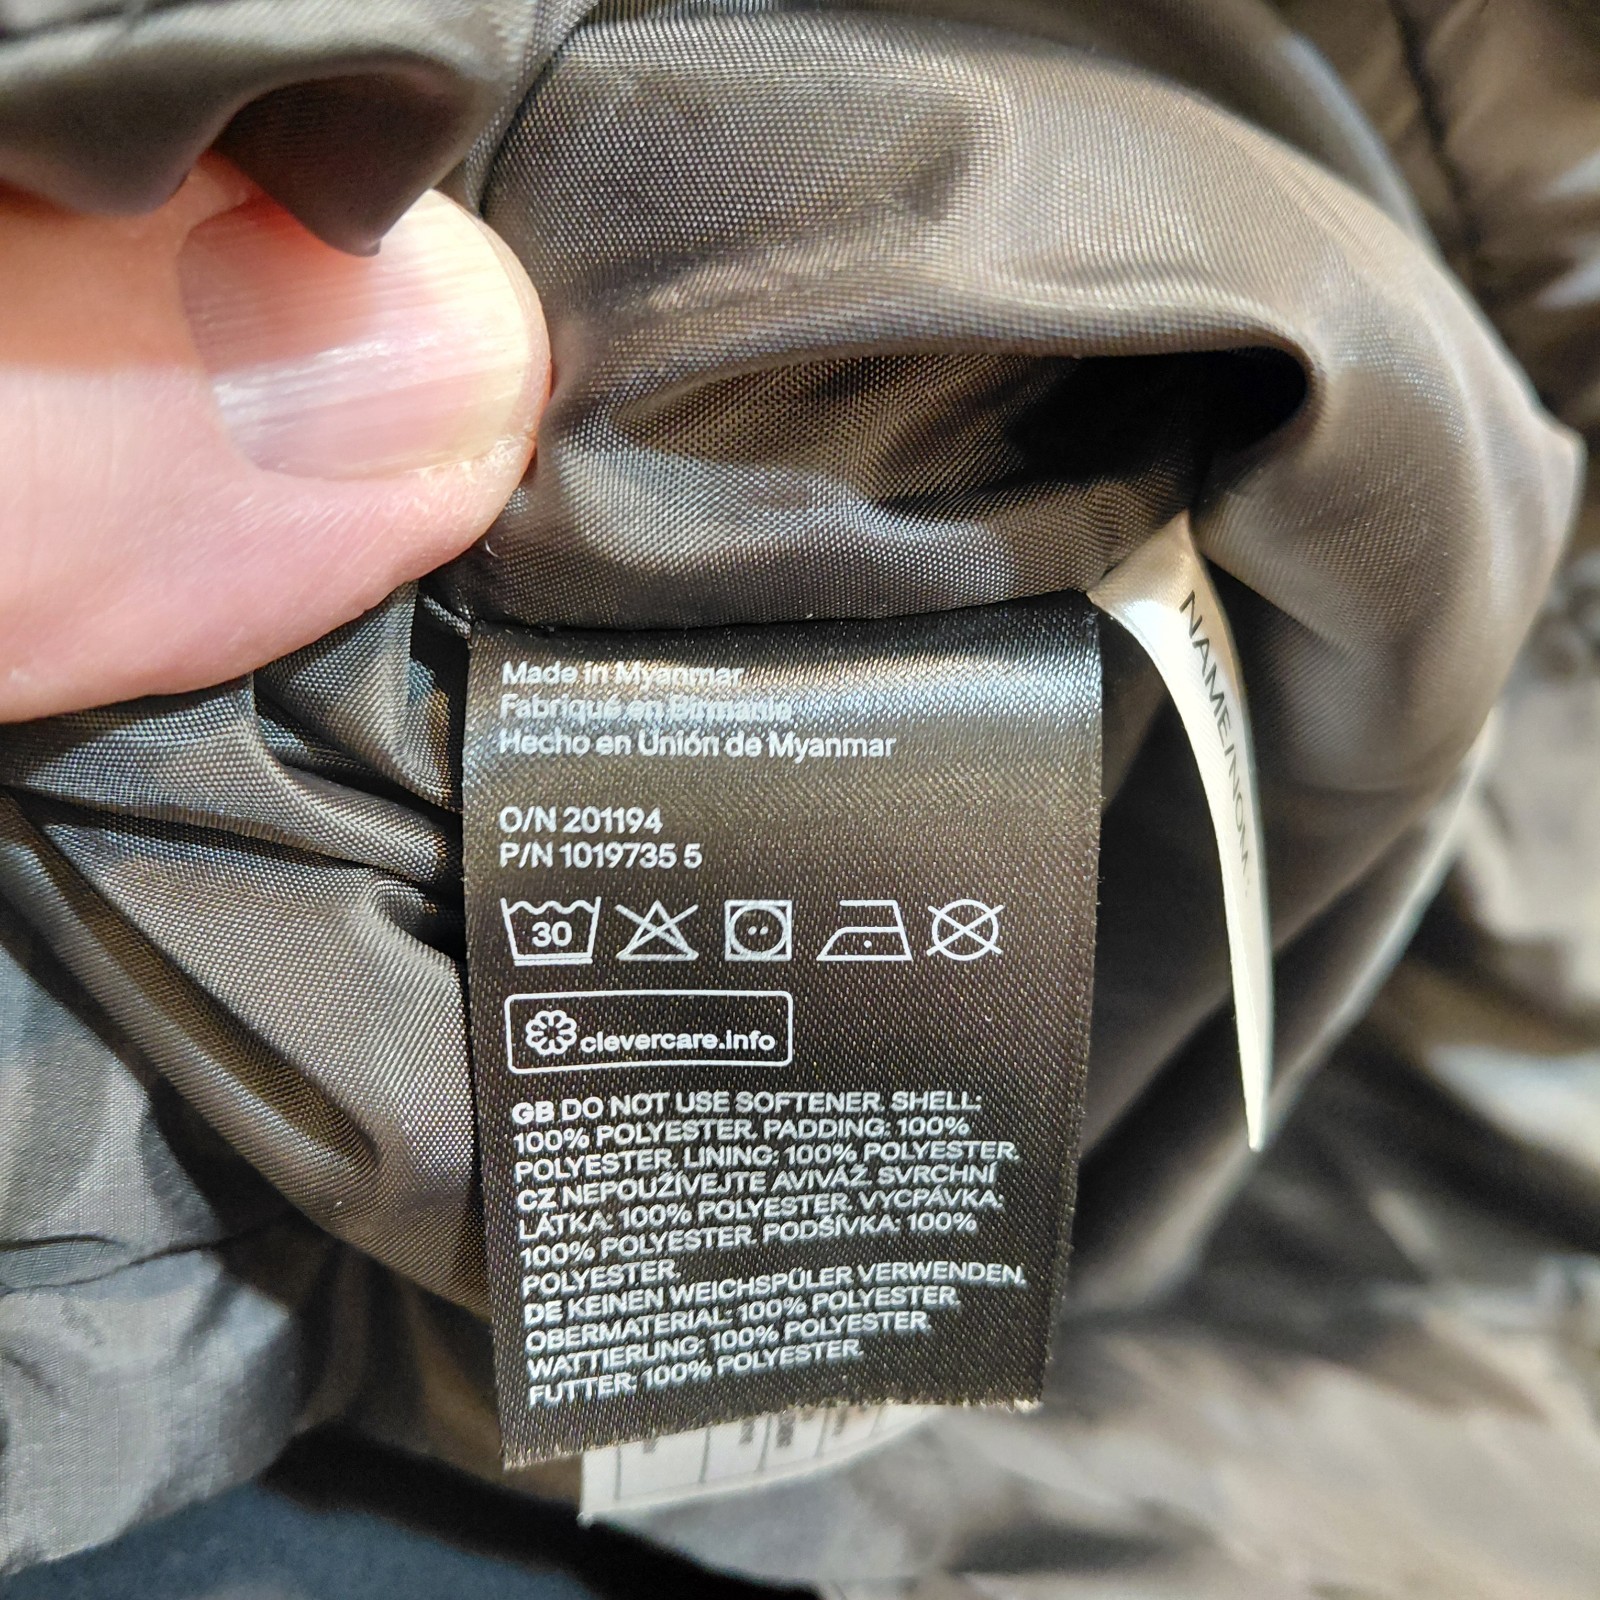 Made in Myanmar
Fabriqué en Birmanie
Hecho en Unión de Myanmar
O/N 201194
P/N 1019735 5
30
clevercare.info
GB DO NOT USE SOFTENER. SHELL:
100% POLYESTER. PADDING: 100%
POLYESTER. LINING: 100% POLYESTER.
CZ NEPOUŽÍVEJTE AVIVÁŽ. SVRCHNÍ
LÁTKA: 100% POLYESTER. VYCPÁVKA:
100% POLYESTER. PODŠÍVKA: 100%
POLYESTER.
DE KEINEN WEICHSPÜLER VERWENDEN.
OBERMATERIAL: 100% POLYESTER.
WATTIERUNG: 100% POLYESTER.
FUTTER: 100% POLYESTER.
NAME/NOM